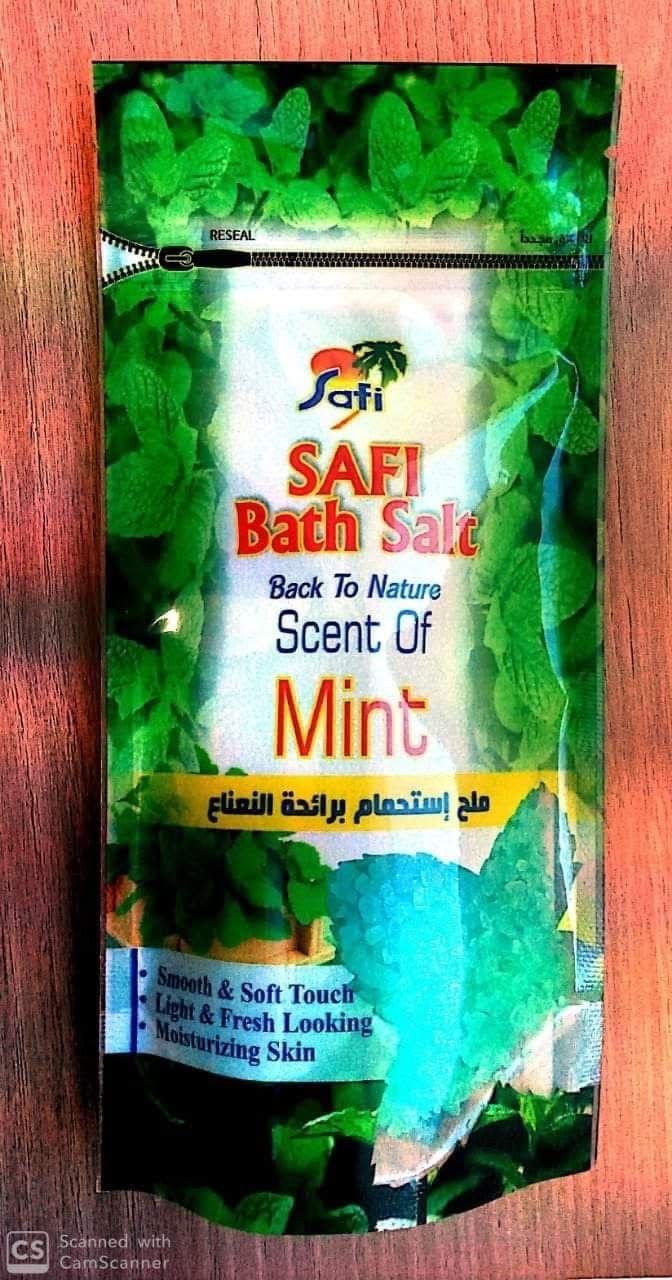 RESEAL
Safi
SAFI
Bath Salt
Back To Nature
Scent Of
Mint
ملح إستحمام برائحة النعناع
• Smooth & Soft Touch
• Light & Fresh Looking
• Moisturizing Skin
CS Scanned with
CamScanner